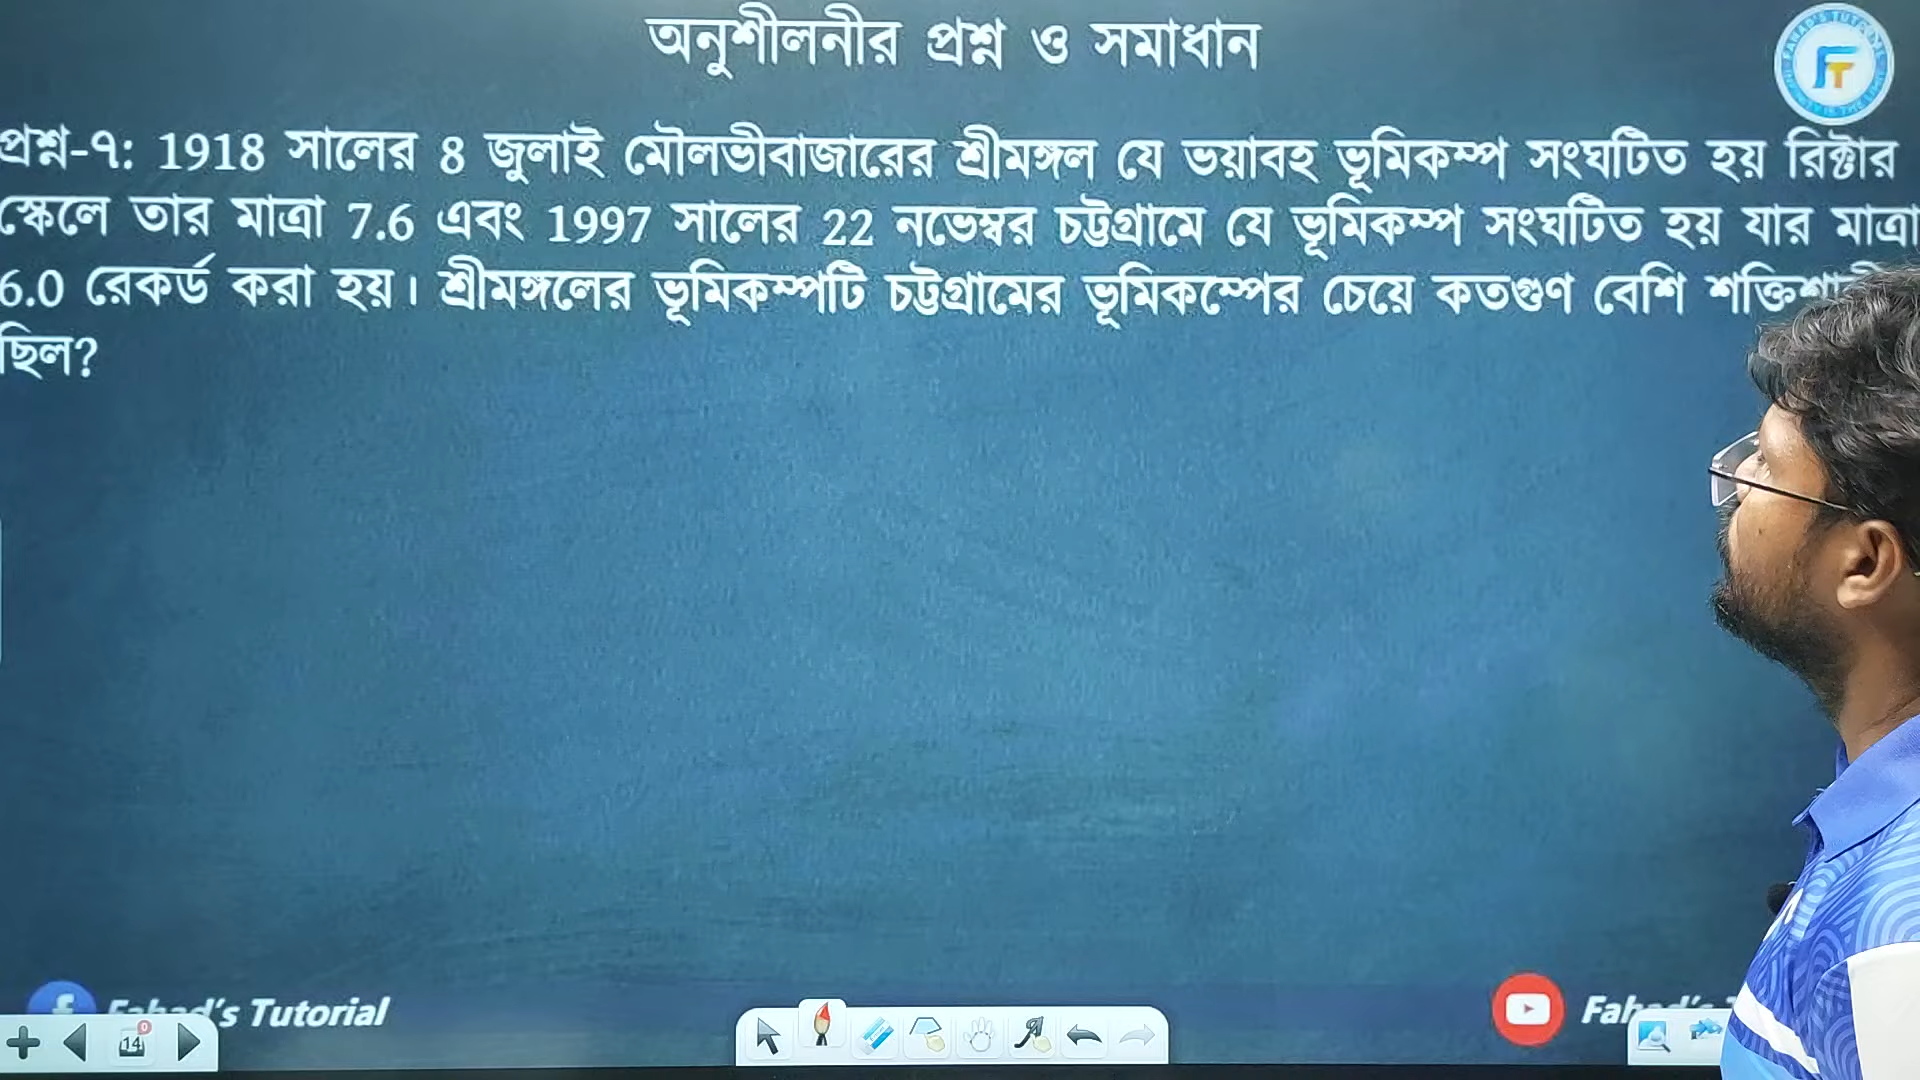 অনুশীলনীর প্রশ্ন ও সমাধান
প্রশ্ন-৭: 1918 সালের 8 জুলাই মৌলভীবাজারের শ্রীমঙ্গল যে ভয়াবহ ভূমিকম্প সংঘটিত হয় রিক্টার
স্কেলে তার মাত্রা 7.6 এবং 1997 সালের 22 নভেম্বর চট্টগ্রামে যে ভূমিকম্প সংঘটিত হয় যার মাত্রা
6.0 রেকর্ড করা হয়। শ্রীমঙ্গলের ভূমিকম্পটি চট্টগ্রামের ভূমিকম্পের চেয়ে কতগুণ বেশি
ছিল?
Fahad's Tutorial
14
0